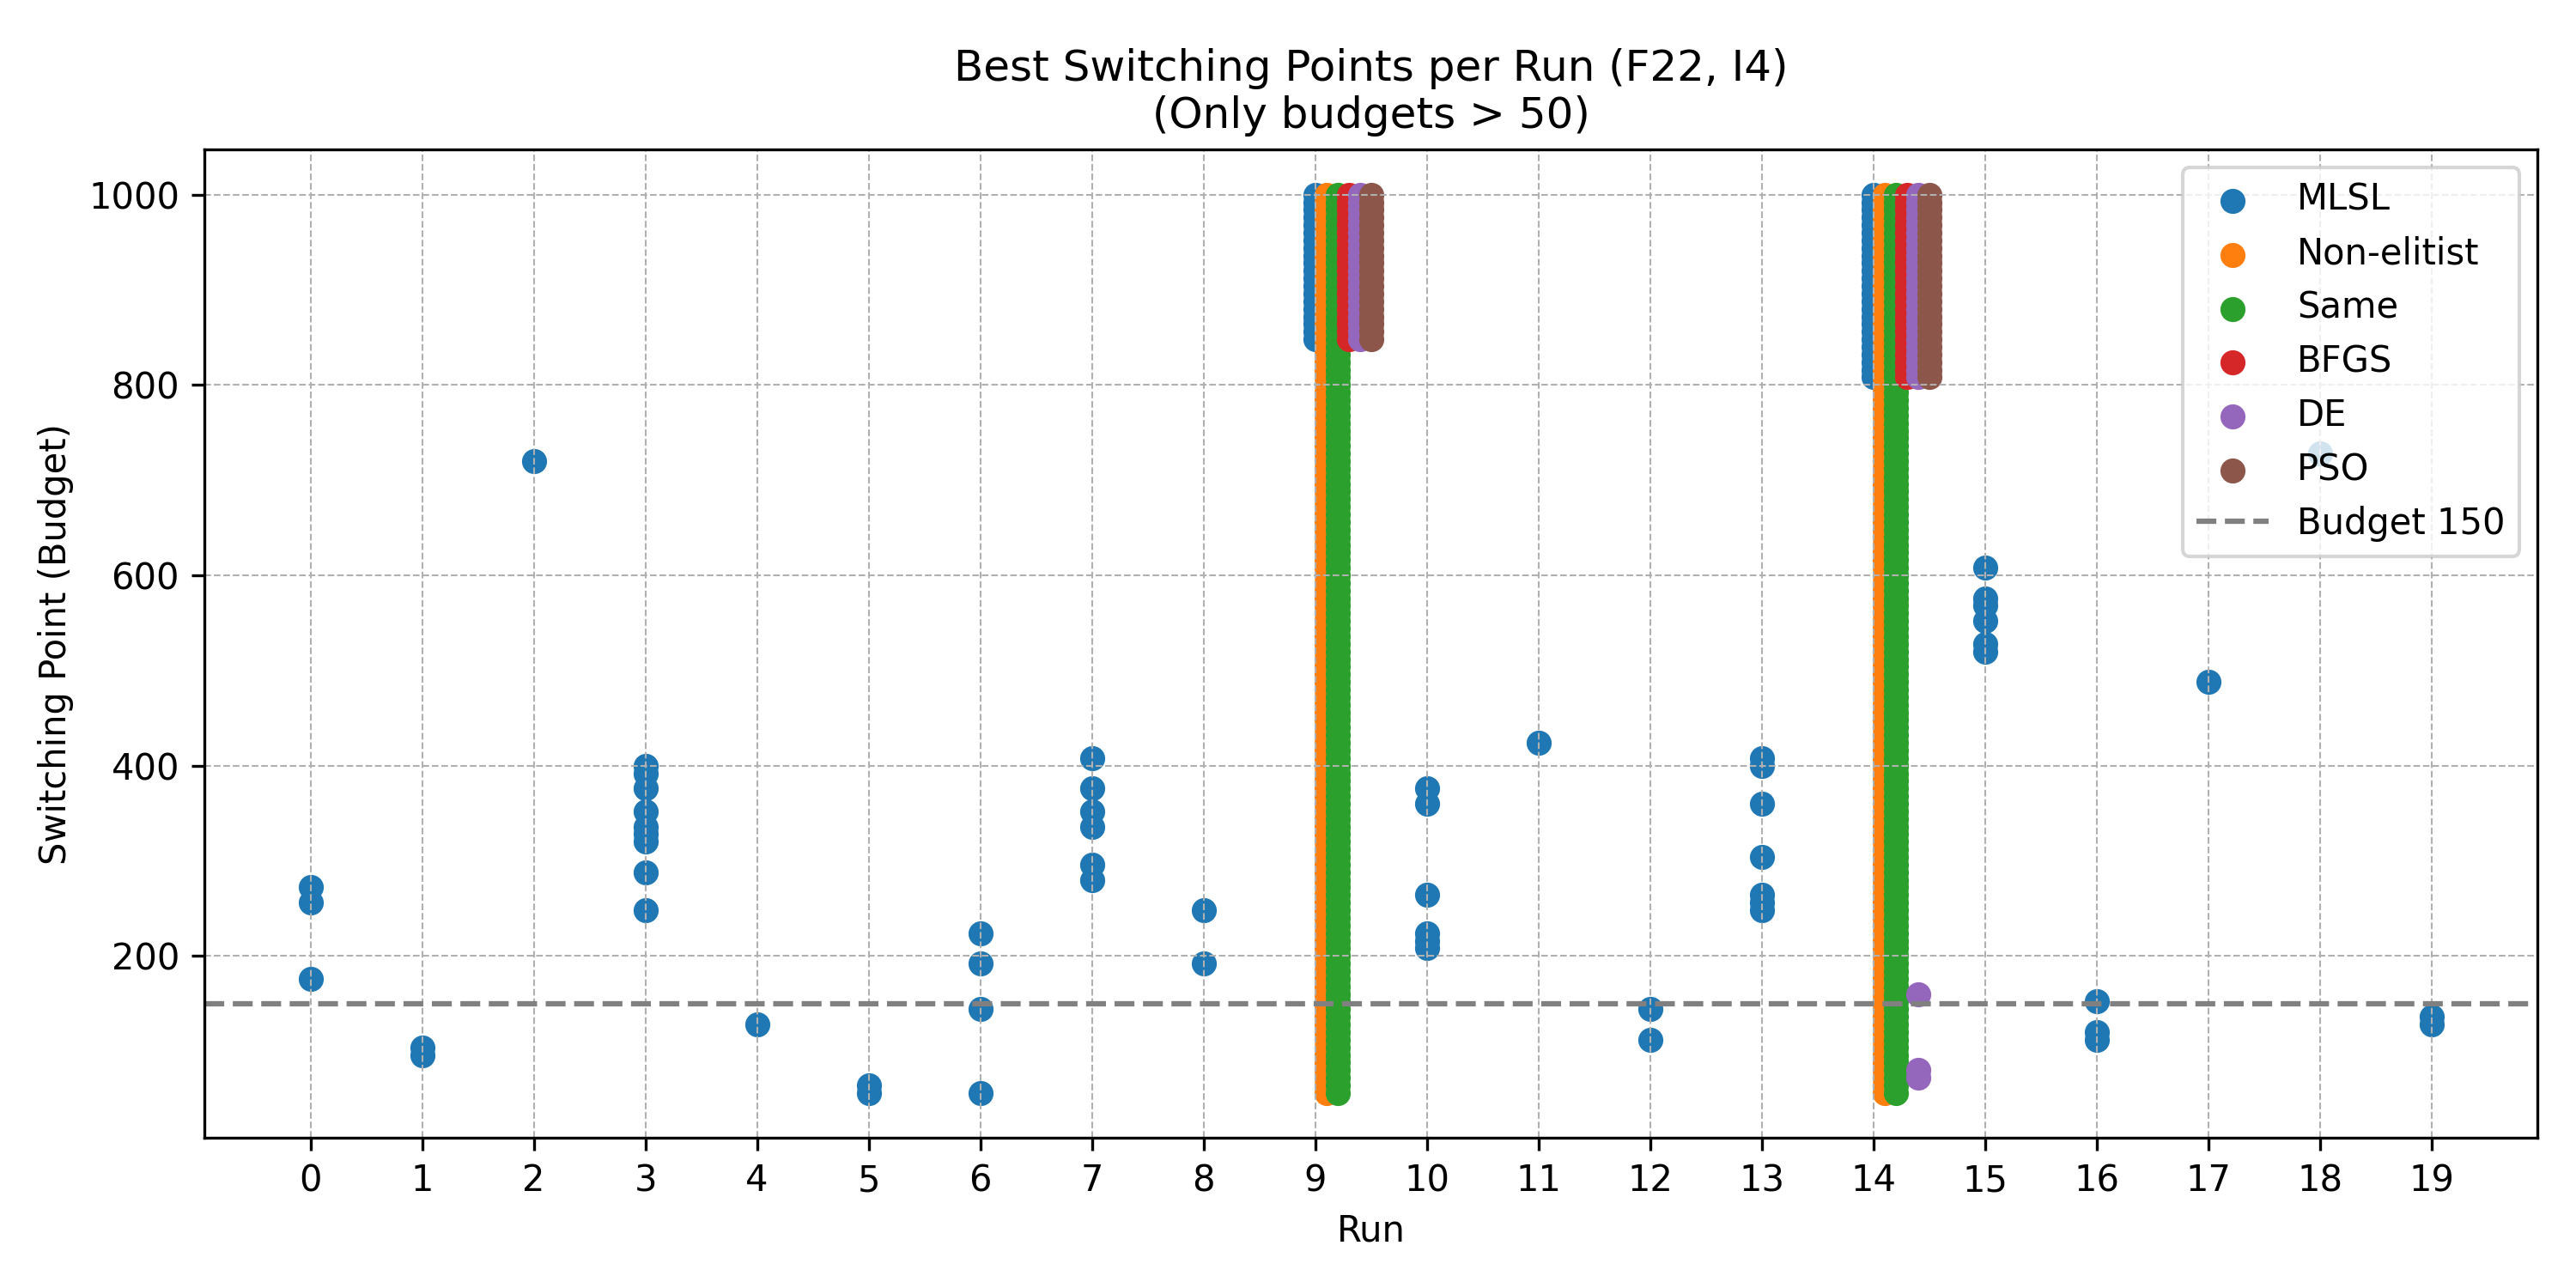 Best Switching Points per Run (F22, I4)
(Only budgets > 50)
Switching Point (Budget)
1000
800
600
400
200
MLSL
Non-elitist
Same
BFGS
DE
PSO
Budget 150
0 1 2 3 4 5 6 7 8 9 10 11 12 13 14 15 16 17 18 19
Run